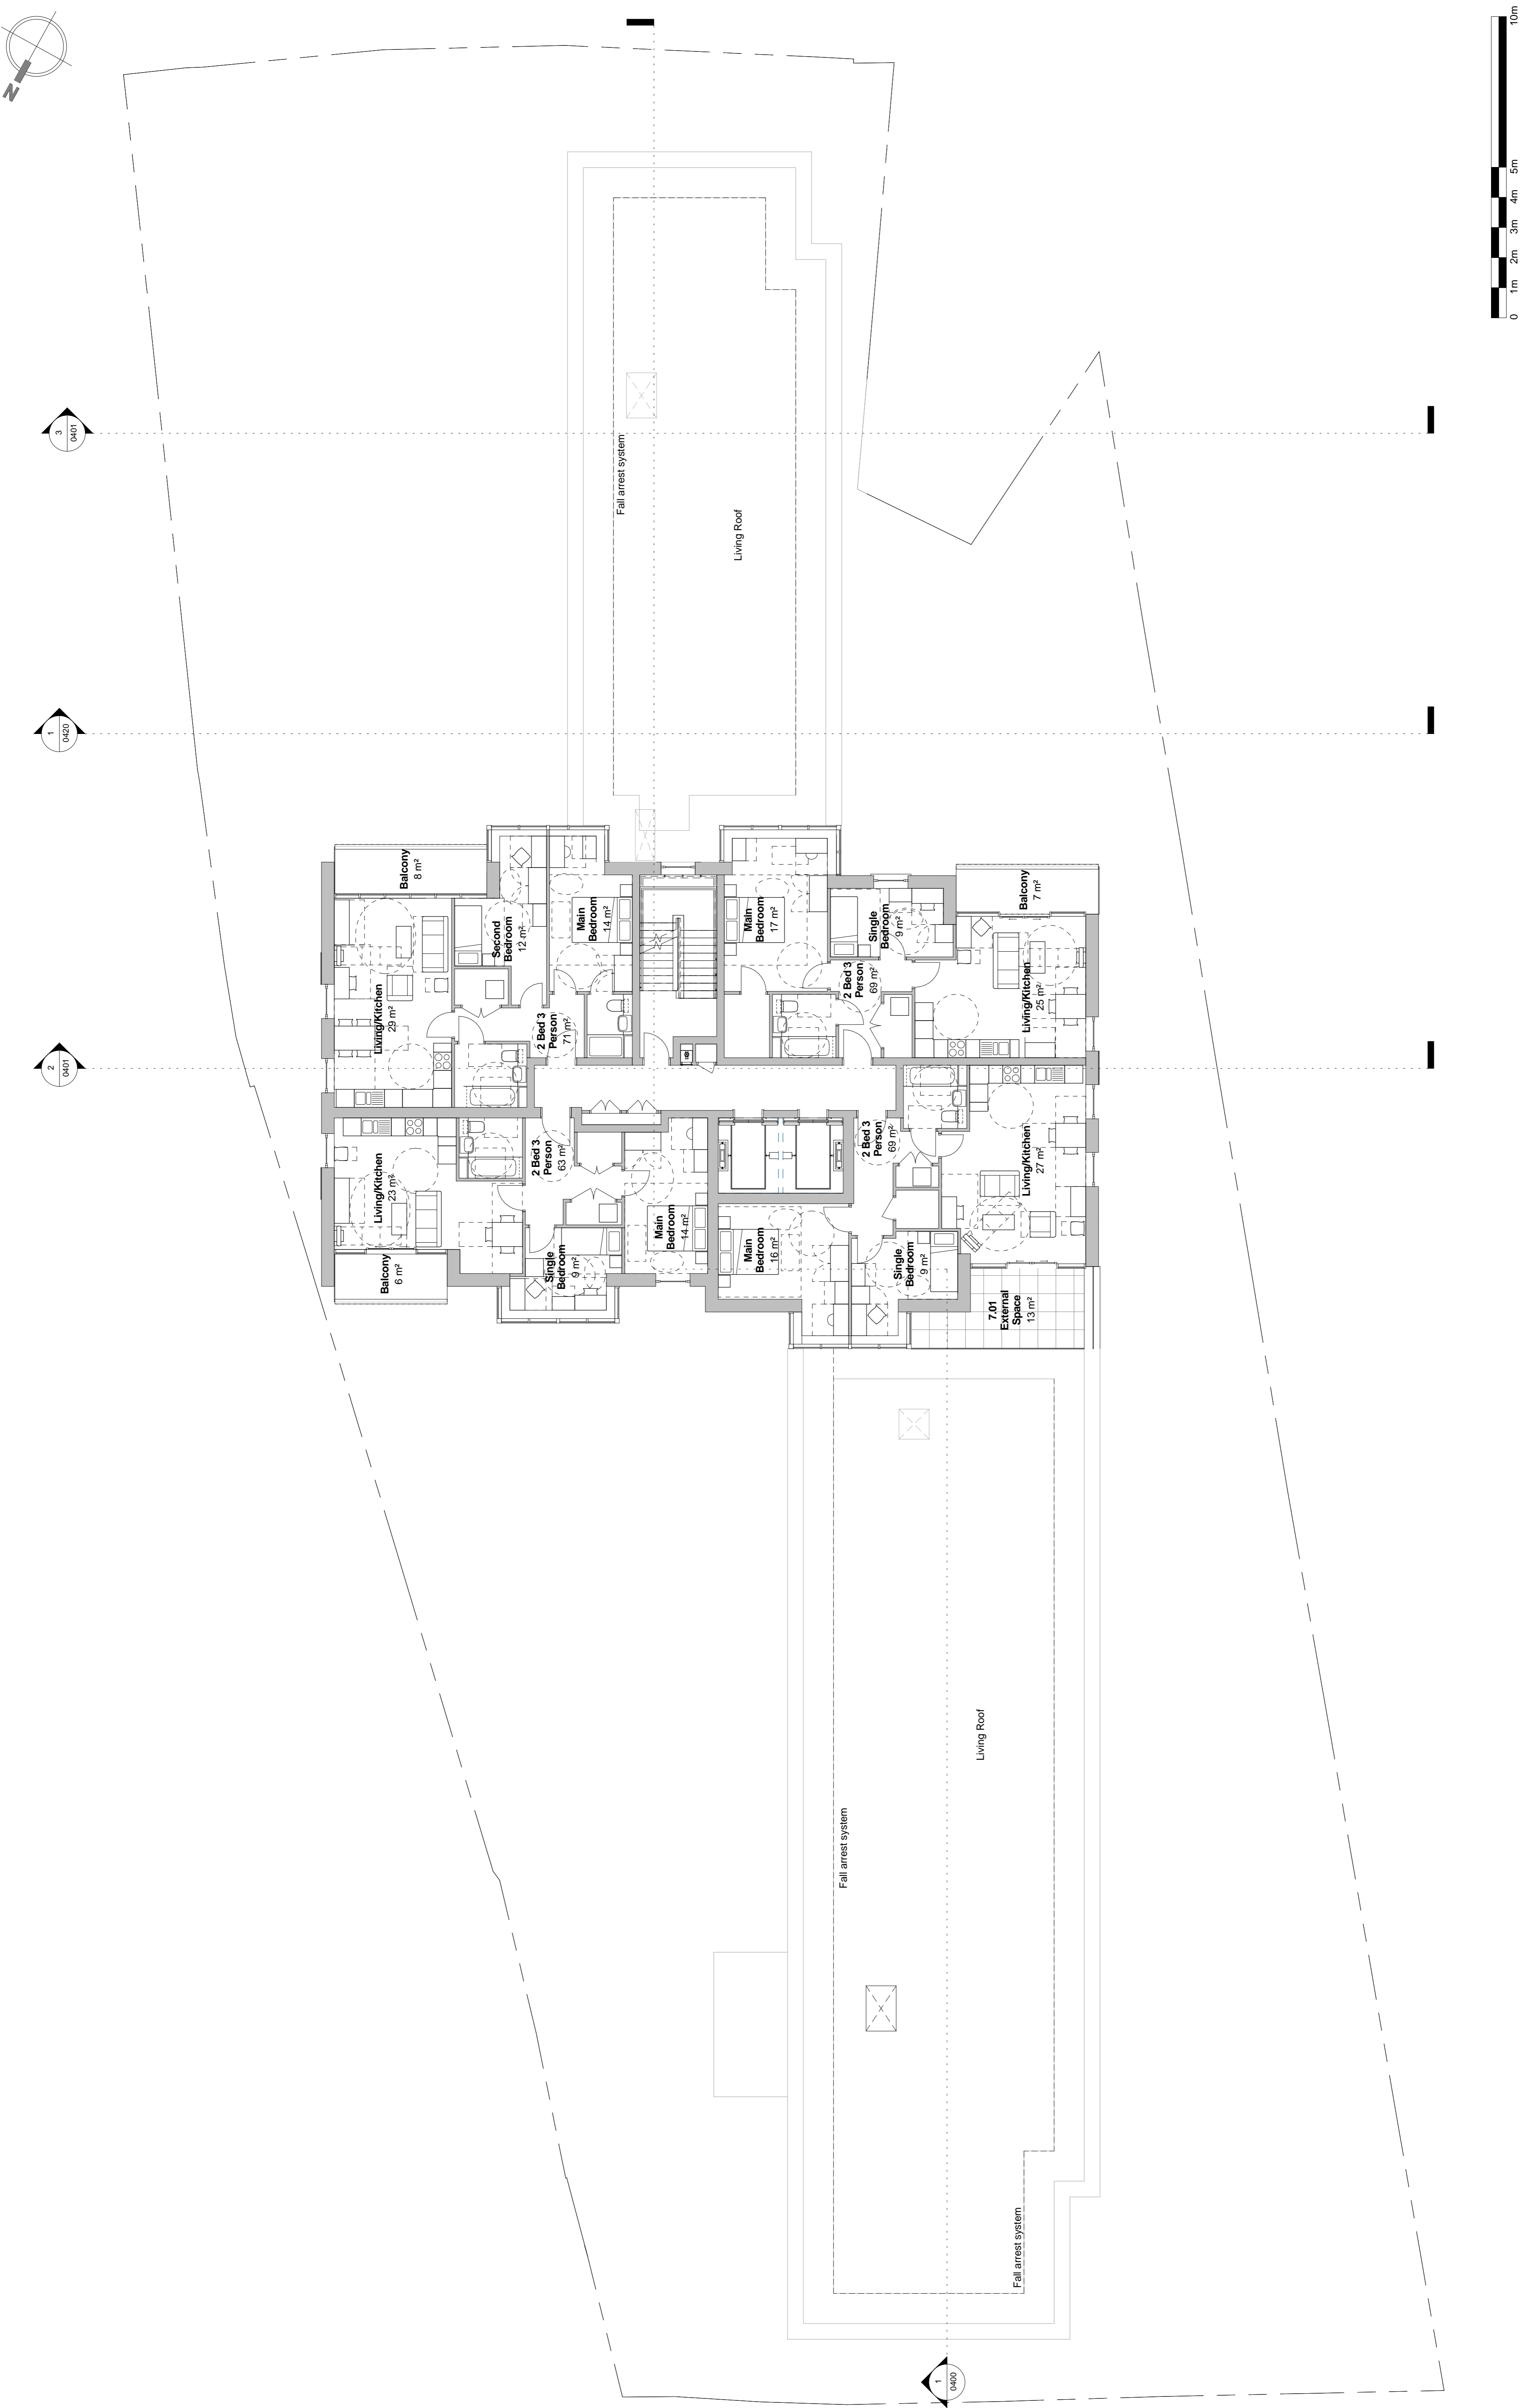 N
0
1m
2m
3m
4m
5m
10m
3
0401
1
0420
2
0401
Fall arrest system
Living Roof
Balcony
8 m²
Living/Kitchen
29 m²
Second
Bedroom
12 m²
Main
Bedroom
14 m²
2 Bed 3
Person
71 m²
Main
Bedroom
17 m²
Single
Bedroom
9 m²
2 Bed 3
Person
69 m²
Balcony
7 m²
Living/Kitchen
25 m²
Living/Kitchen
23 m²
Balcony
6 m²
2 Bed 3
Person
63 m²
Single
Bedroom
9 m²
Main
Bedroom
14 m²
Main
Bedroom
16 m²
2 Bed 3
Person
69 m²
Single
Bedroom
9 m²
Living/Kitchen
27 m²
7.01
External
Space
13 m²
Living Roof
Fall arrest system
Fall arrest system
1
0400